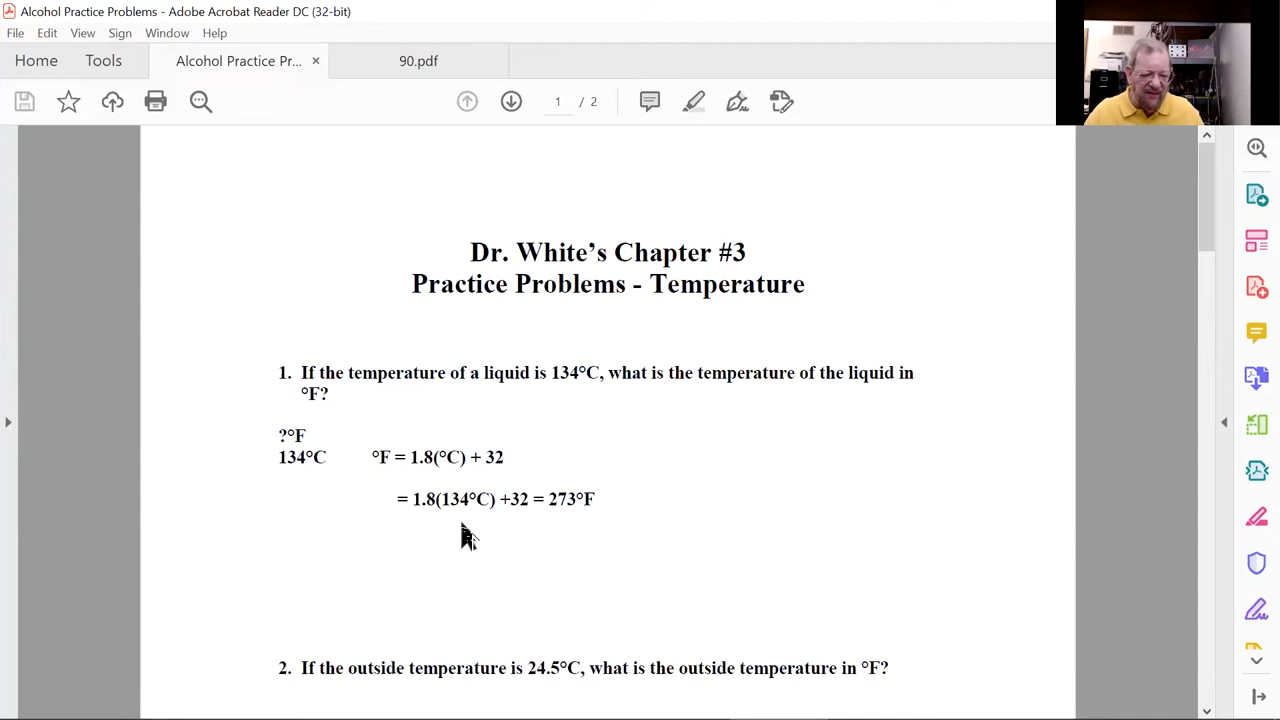 Alcohol Practice Problems - Adobe Acrobat Reader DC (32-bit)
File Edit View Sign Window Help
Home Tools Alcohol Practice Pr... × 90.pdf
1 / 2
Dr. White’s Chapter #3
Practice Problems - Temperature
1. If the temperature of a liquid is 134°C, what is the temperature of the liquid in
°F?
?°F
134°C °F = 1.8(°C) + 32
= 1.8(134°C) +32 = 273°F
2. If the outside temperature is 24.5°C, what is the outside temperature in °F?